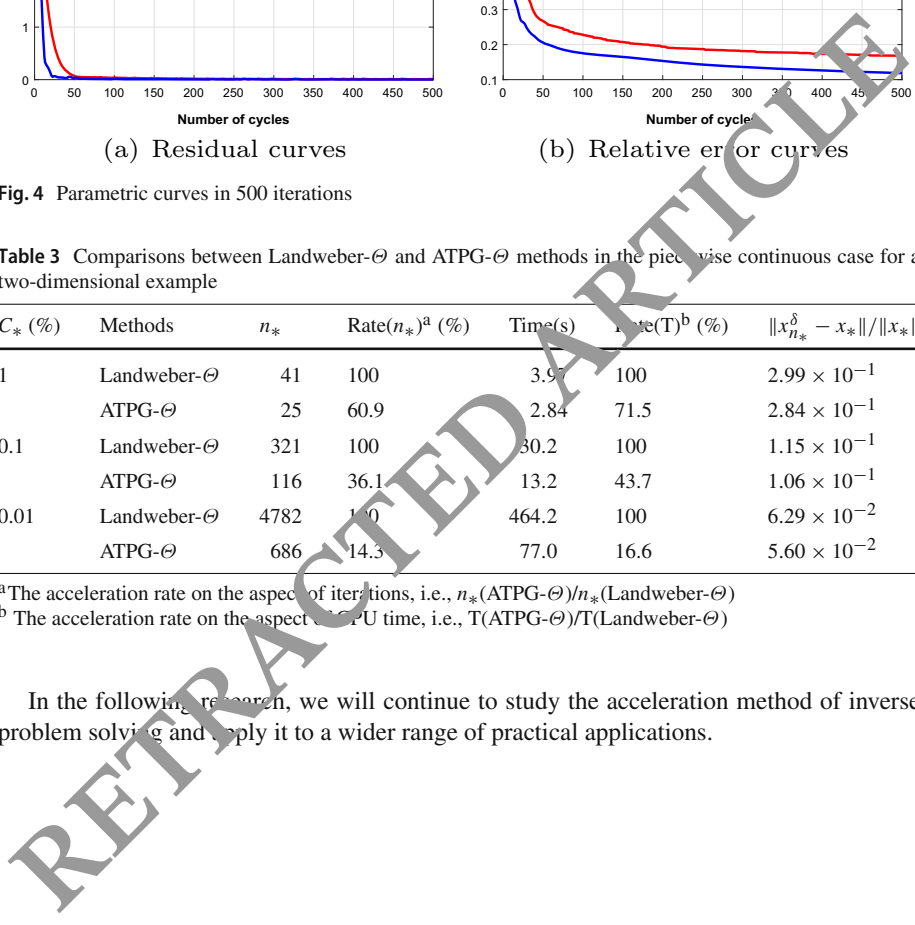 1
0
0 50 100 150 200 250 300 350 400 450 500
Number of cycles
(a) Residual curves
0.3
0.2
0.1
0 50 100 150 200 250 300 350 400 450 500
Number of cycles
(b) Relative error curves
Fig. 4 Parametric curves in 500 iterations
Table 3 Comparisons between Landweber-Θ and ATPG-Θ methods in the piecewise continuous case for a
two-dimensional example
C∗ (%) Methods n∗ Rate(n∗)ᵃ (%) Time(s) Rate(T)ᵇ (%) ‖x^δ_{n∗} − x∗‖/‖x∗‖
1 Landweber-Θ 41 100 3.97 100 2.99 × 10⁻¹
ATPG-Θ 25 60.9 2.84 71.5 2.84 × 10⁻¹
0.1 Landweber-Θ 321 100 30.2 100 1.15 × 10⁻¹
ATPG-Θ 116 36.1 13.2 43.7 1.06 × 10⁻¹
0.01 Landweber-Θ 4782 100 464.2 100 6.29 × 10⁻²
ATPG-Θ 686 14.3 77.0 16.6 5.60 × 10⁻²
ᵃ The acceleration rate on the aspect of iterations, i.e., n∗(ATPG-Θ)/n∗(Landweber-Θ)
ᵇ The acceleration rate on the aspect of CPU time, i.e., T(ATPG-Θ)/T(Landweber-Θ)
In the following research, we will continue to study the acceleration method of inverse
problem solving and apply it to a wider range of practical applications.
RETRACTED ARTICLE